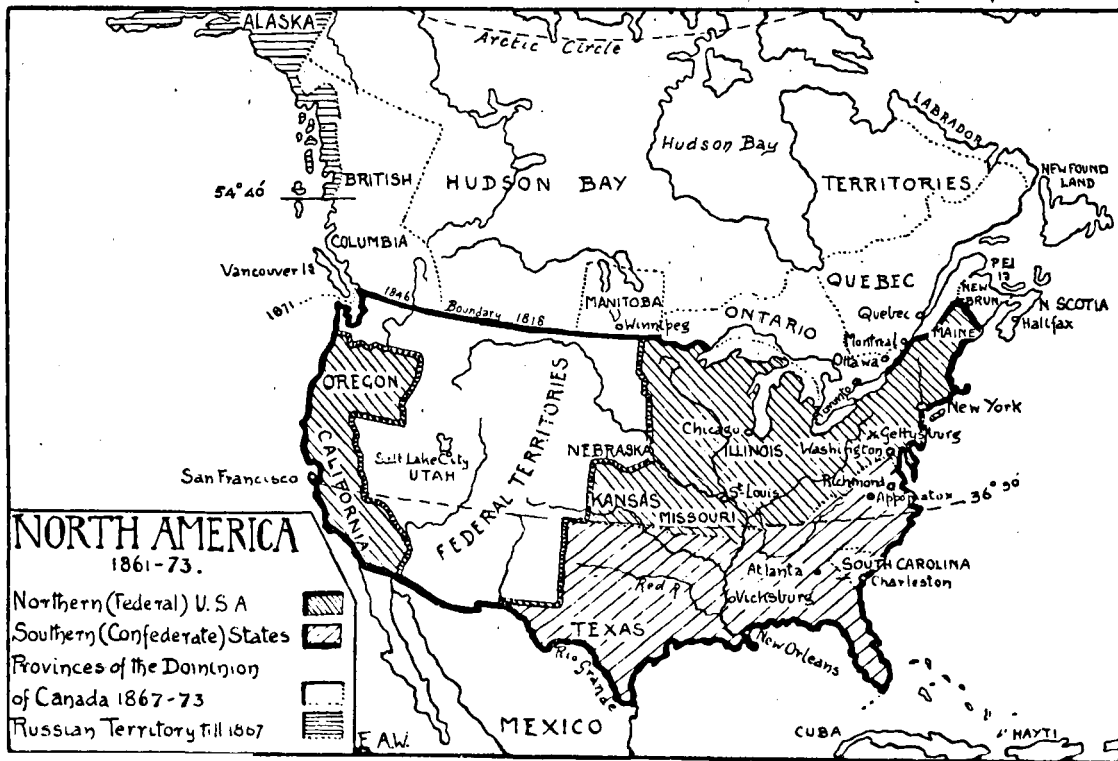 ALASKA
Arctic Circle
LABRADOR
Hudson Bay
54° 40'
BRITISH
COLUMBIA
HUDSON BAY
TERRITORIES
NEWFOUND
LAND
Vancouver Is
1871
1846
Boundary 1818
MANITOBA
Winnipeg
ONTARIO
QUEBEC
Quebec
Montreal
Ottawa
Toronto
PEI
NEW
BRUN
N SCOTIA
Halifax
MAINE
OREGON
CALIFORNIA
San Francisco
Salt Lake City
UTAH
FEDERAL TERRITORIES
NEBRASKA
KANSAS
MISSOURI
St Louis
Chicago
ILLINOIS
New York
Gettysburg
Washington
Richmond
Appomatox
36° 30'
SOUTH CAROLINA
Charleston
Atlanta
Vicksburg
Red R
TEXAS
Rio Grande
New Orleans
MEXICO
CUBA
HAYTI
NORTH AMERICA
1861-73.
Northern (Federal) U.S A
Southern (Confederate) States
Provinces of the Dominion
of Canada 1867-73
Russian Territory till 1867
E.A.W.